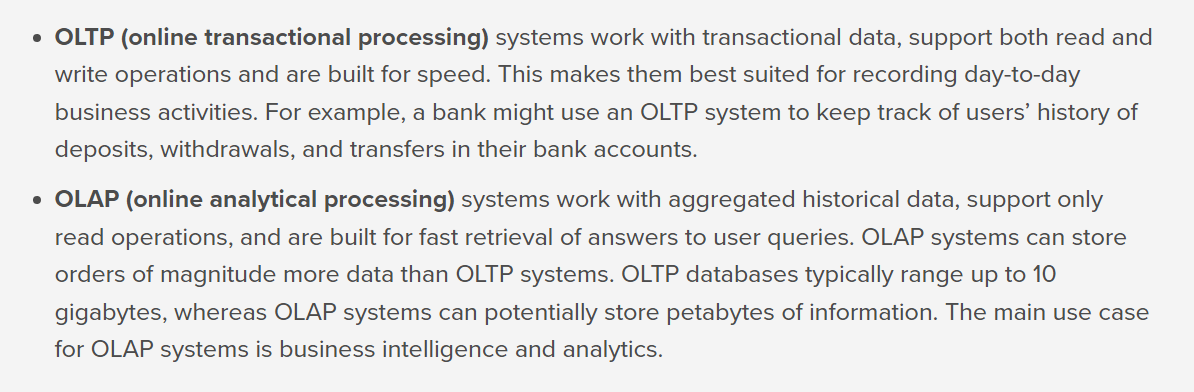 • OLTP (online transactional processing) systems work with transactional data, support both read and
write operations and are built for speed. This makes them best suited for recording day-to-day
business activities. For example, a bank might use an OLTP system to keep track of users’ history of
deposits, withdrawals, and transfers in their bank accounts.
• OLAP (online analytical processing) systems work with aggregated historical data, support only
read operations, and are built for fast retrieval of answers to user queries. OLAP systems can store
orders of magnitude more data than OLTP systems. OLTP databases typically range up to 10
gigabytes, whereas OLAP systems can potentially store petabytes of information. The main use case
for OLAP systems is business intelligence and analytics.